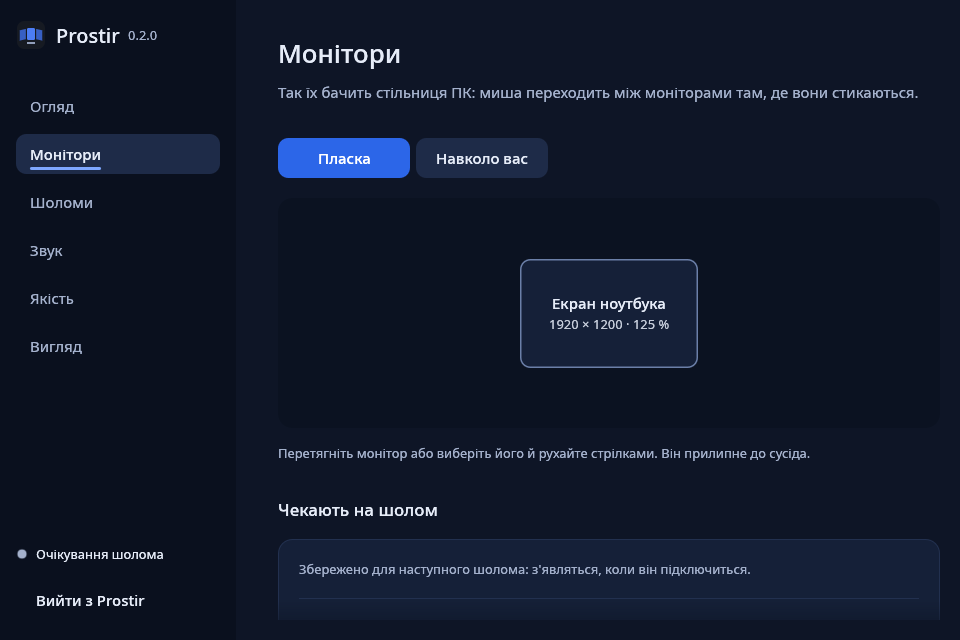 Prostir 0.2.0
Огляд
Монітори
Шоломи
Звук
Якість
Вигляд
Очікування шолома
Вийти з Prostir
Монітори
Так їх бачить стільниця ПК: миша переходить між моніторами там, де вони стикаються.
Пласка
Навколо вас
Екран ноутбука
1920 × 1200 · 125 %
Перетягніть монітор або виберіть його й рухайте стрілками. Він прилипне до сусіда.
Чекають на шолом
Збережено для наступного шолома: з'являться, коли він підключиться.